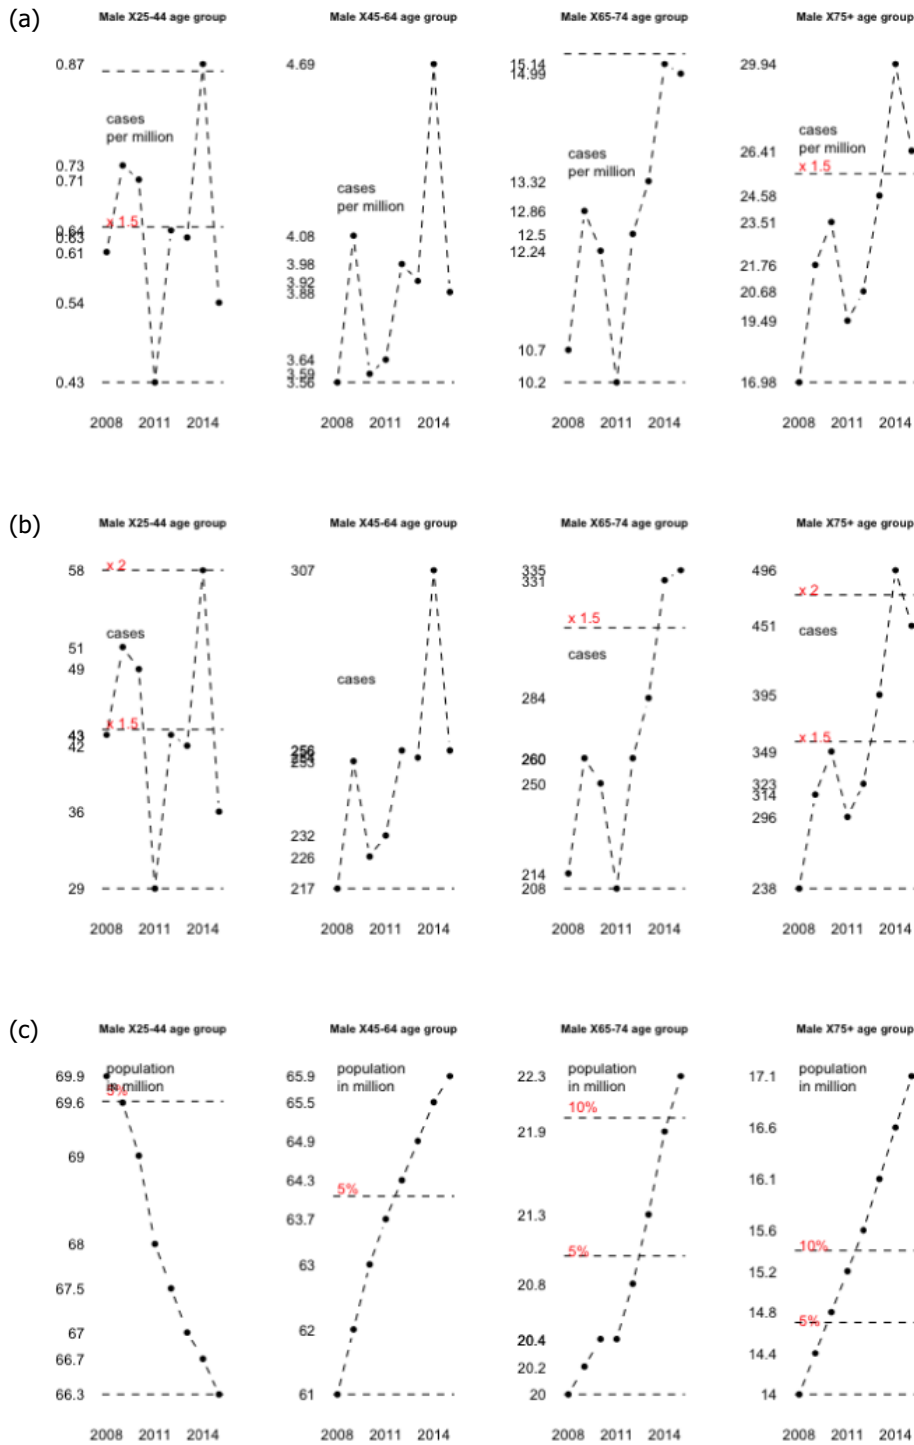 (a)
Male X25-44 age group
0.87
cases
per million
0.73
0.71
x 1.5
0.64
0.63
0.61
0.54
0.43
2008 2011 2014
Male X45-64 age group
4.69
cases
per million
4.08
3.98
3.92
3.88
3.64
3.59
3.56
2008 2011 2014
Male X65-74 age group
15.14
14.99
cases
per million
13.32
12.86
12.5
12.24
10.7
10.2
2008 2011 2014
Male X75+ age group
29.94
cases
per million
26.41
x 1.5
24.58
23.51
21.76
20.68
19.49
16.98
2008 2011 2014
(b)
Male X25-44 age group
58
x 2
cases
51
49
x 1.5
43
42
36
29
2008 2011 2014
Male X45-64 age group
307
cases
256
254
253
232
226
217
2008 2011 2014
Male X65-74 age group
335
331
x 1.5
cases
284
260
250
214
208
2008 2011 2014
Male X75+ age group
496
x 2
451
cases
395
x 1.5
349
323
314
296
238
2008 2011 2014
(c)
Male X25-44 age group
population
in million
69.9
5%
69.6
69
68
67.5
67
66.7
66.3
2008 2011 2014
Male X45-64 age group
population
in million
65.9
65.5
64.9
64.3
5%
63.7
63
62
61
2008 2011 2014
Male X65-74 age group
population
in million
22.3
10%
21.9
21.3
5%
20.8
20.4
20.2
20
2008 2011 2014
Male X75+ age group
population
in million
17.1
16.6
16.1
15.6
10%
15.2
14.8
5%
14.4
14
2008 2011 2014